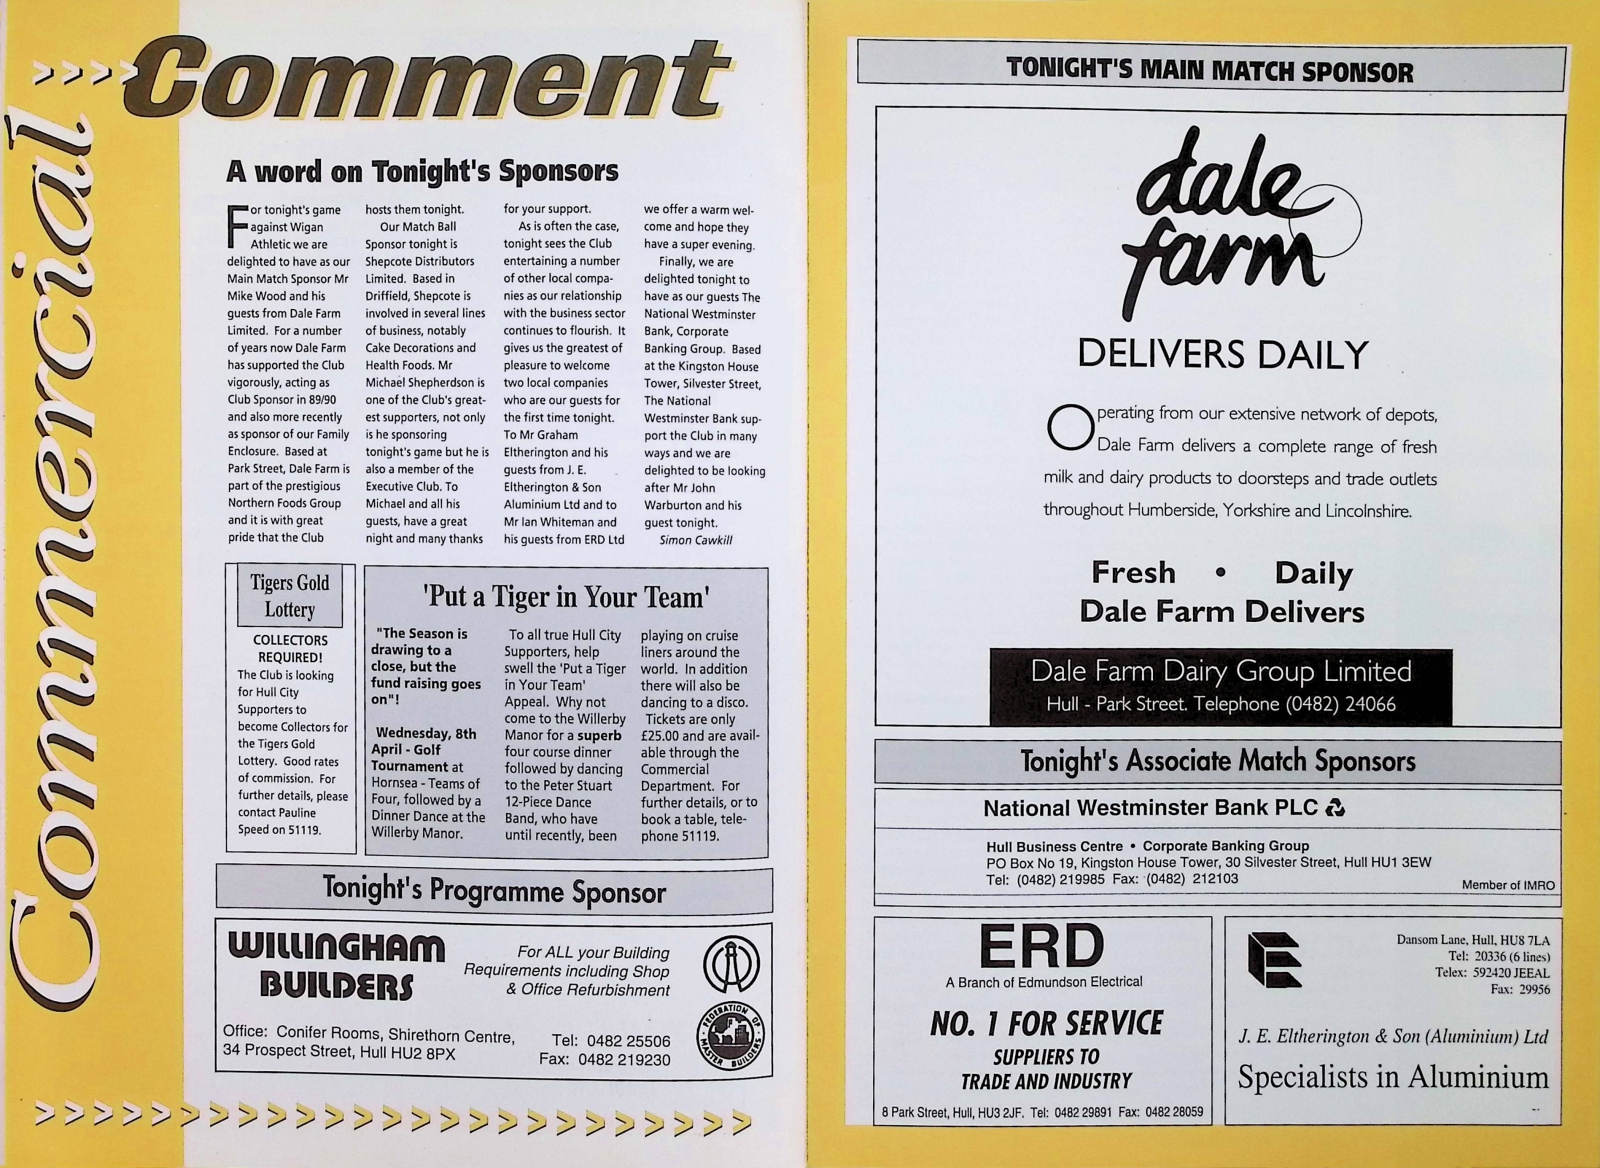 Commercial
Comment
A word on Tonight's Sponsors
For tonight's game
against Wigan
Athletic we are
delighted to have as our
Main Match Sponsor Mr
Mike Wood and his
guests from Dale Farm
Limited. For a number
of years now Dale Farm
has supported the Club
vigorously, acting as
Club Sponsor in 89/90
and also more recently
as sponsor of our Family
Enclosure. Based at
Park Street, Dale Farm is
part of the prestigious
Northern Foods Group
and it is with great
pride that the Club
hosts them tonight.
Our Match Ball
Sponsor tonight is
Shepcote Distributors
Limited. Based in
Driffield, Shepcote is
involved in several lines
of business, notably
Cake Decorations and
Health Foods. Mr
Michael Shepherdson is
one of the Club's great-
est supporters, not only
is he sponsoring
tonight's game but he is
also a member of the
Executive Club. To
Michael and all his
guests, have a great
night and many thanks
for your support.
As is often the case,
tonight sees the Club
entertaining a number
of other local compa-
nies as our relationship
with the business sector
continues to flourish. It
gives us the greatest of
pleasure to welcome
two local companies
who are our guests for
the first time tonight.
To Mr Graham
Eltherington and his
guests from J. E.
Eltherington & Son
Aluminium Ltd and to
Mr Ian Whiteman and
his guests from ERD Ltd
we offer a warm wel-
come and hope they
have a super evening.
Finally, we are
delighted tonight to
have as our guests The
National Westminster
Bank, Corporate
Banking Group. Based
at the Kingston House
Tower, Silvester Street,
The National
Westminster Bank sup-
port the Club in many
ways and we are
delighted to be looking
after Mr John
Warburton and his
guest tonight.
Simon Cawkill
Tigers Gold
Lottery
COLLECTORS
REQUIRED!
The Club is looking
for Hull City
Supporters to
become Collectors for
the Tigers Gold
Lottery. Good rates
of commission. For
further details, please
contact Pauline
Speed on 51119.
'Put a Tiger in Your Team'
"The Season is
drawing to a
close, but the
fund raising goes
on"!
Wednesday, 8th
April - Golf
Tournament at
Hornsea - Teams of
Four, followed by a
Dinner Dance at the
Willerby Manor.
To all true Hull City
Supporters, help
swell the 'Put a Tiger
in Your Team'
Appeal. Why not
come to the Willerby
Manor for a superb
four course dinner
followed by dancing
to the Peter Stuart
12-Piece Dance
Band, who have
until recently, been
playing on cruise
liners around the
world. In addition
there will also be
dancing to a disco.
Tickets are only
£25.00 and are avail-
able through the
Commercial
Department. For
further details, or to
book a table, tele-
phone 51119.
Tonight's Programme Sponsor
WILLINGHAM
BUILDERS
For ALL your Building
Requirements including Shop
& Office Refurbishment
Office: Conifer Rooms, Shirethorn Centre,
34 Prospect Street, Hull HU2 8PX
Tel: 0482 25506
Fax: 0482 219230
FEDERATION OF
MASTER BUILDERS
TONIGHT'S MAIN MATCH SPONSOR
dale
farm
DELIVERS DAILY
Operating from our extensive network of depots,
Dale Farm delivers a complete range of fresh
milk and dairy products to doorsteps and trade outlets
throughout Humberside, Yorkshire and Lincolnshire.
Fresh • Daily
Dale Farm Delivers
Dale Farm Dairy Group Limited
Hull - Park Street. Telephone (0482) 24066
Tonight's Associate Match Sponsors
National Westminster Bank PLC
Hull Business Centre • Corporate Banking Group
PO Box No 19, Kingston House Tower, 30 Silvester Street, Hull HU1 3EW
Tel: (0482) 219985 Fax: (0482) 212103
Member of IMRO
ERD
A Branch of Edmundson Electrical
NO. 1 FOR SERVICE
SUPPLIERS TO
TRADE AND INDUSTRY
8 Park Street, Hull, HU3 2JF. Tel: 0482 29891 Fax: 0482 28059
Dansom Lane, Hull, HU8 7LA
Tel: 20336 (6 lines)
Telex: 592420 JEEAL
Fax: 29956
J. E. Eltherington & Son (Aluminium) Ltd
Specialists in Aluminium